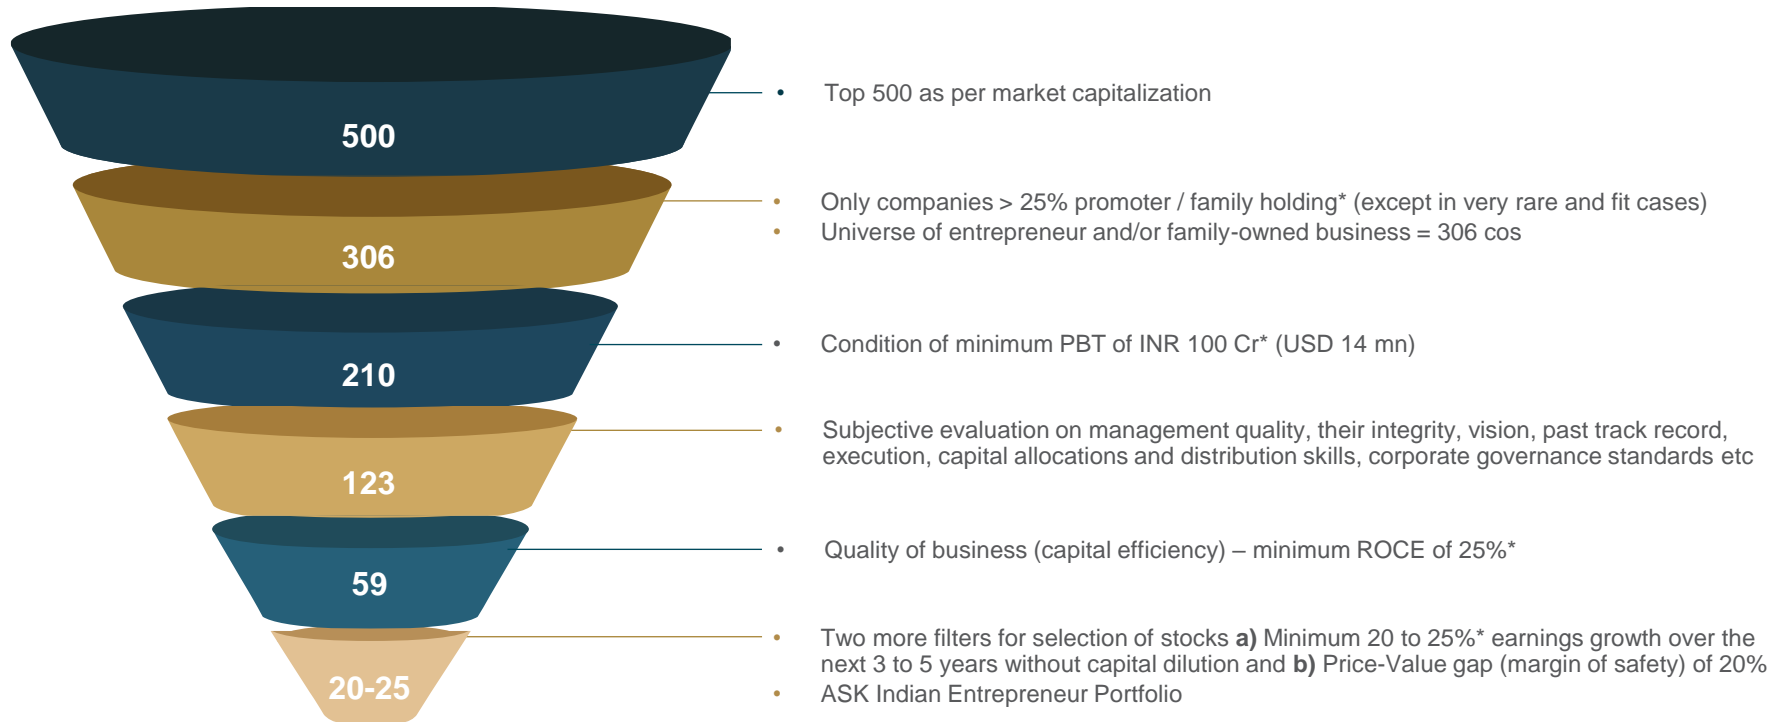 500
• Top 500 as per market capitalization
306
• Only companies > 25% promoter / family holding* (except in very rare and fit cases)
• Universe of entrepreneur and/or family-owned business = 306 cos
210
• Condition of minimum PBT of INR 100 Cr* (USD 14 mn)
123
• Subjective evaluation on management quality, their integrity, vision, past track record,
execution, capital allocations and distribution skills, corporate governance standards etc
59
• Quality of business (capital efficiency) – minimum ROCE of 25%*
20-25
• Two more filters for selection of stocks a) Minimum 20 to 25%* earnings growth over the
next 3 to 5 years without capital dilution and b) Price-Value gap (margin of safety) of 20%
• ASK Indian Entrepreneur Portfolio